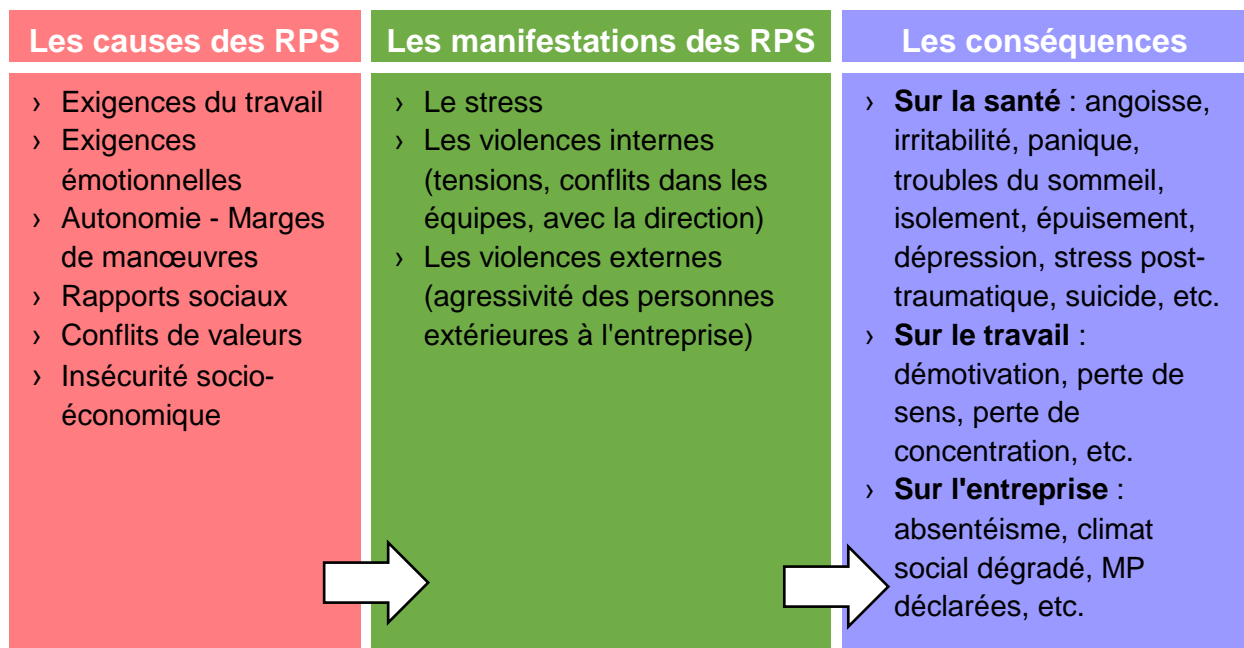 Les causes des RPS
› Exigences du travail
› Exigences
émotionnelles
› Autonomie - Marges
de manœuvres
› Rapports sociaux
› Conflits de valeurs
› Insécurité socio-
économique
Les manifestations des RPS
› Le stress
› Les violences internes
(tensions, conflits dans les
équipes, avec la direction)
› Les violences externes
(agressivité des personnes
extérieures à l'entreprise)
Les conséquences
› Sur la santé : angoisse,
irritabilité, panique,
troubles du sommeil,
isolement, épuisement,
dépression, stress post-
traumatique, suicide, etc.
› Sur le travail :
démotivation, perte de
sens, perte de
concentration, etc.
› Sur l'entreprise :
absentéisme, climat
social dégradé, MP
déclarées, etc.